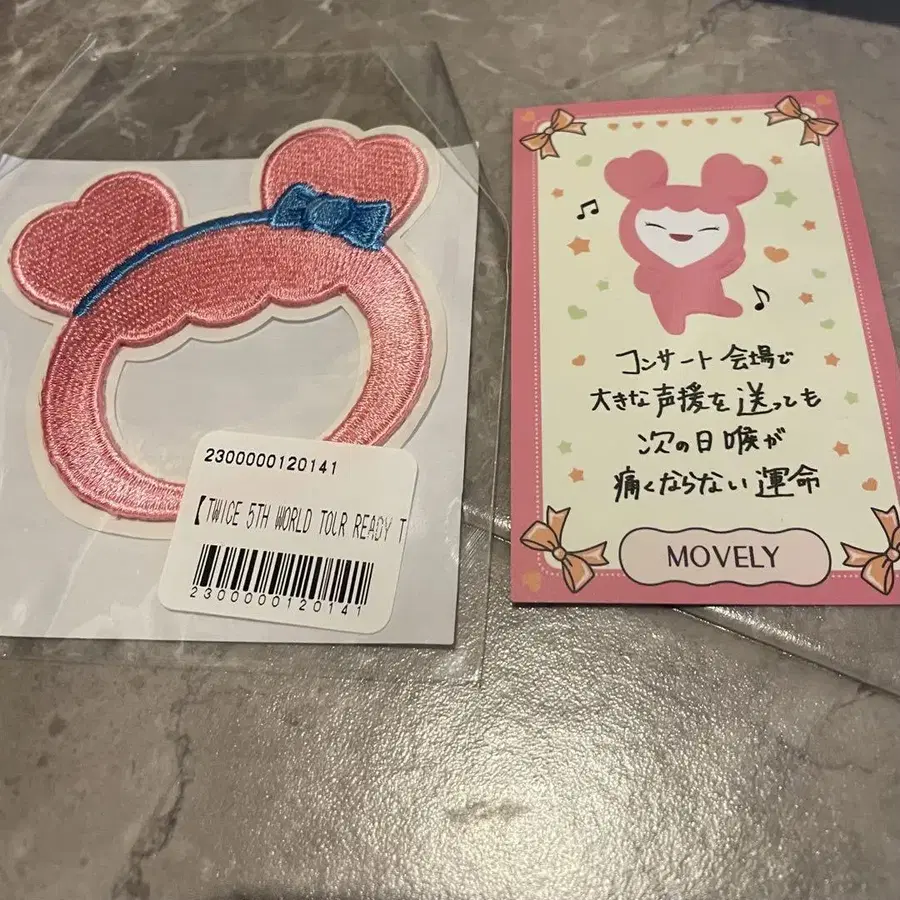 2300000120141
【TWICE 5TH WORLD TOUR READY T
2300000120141
コンサート会場で
大きな声援を送っても
次の日喉が
痛くならない運命
MOVELY